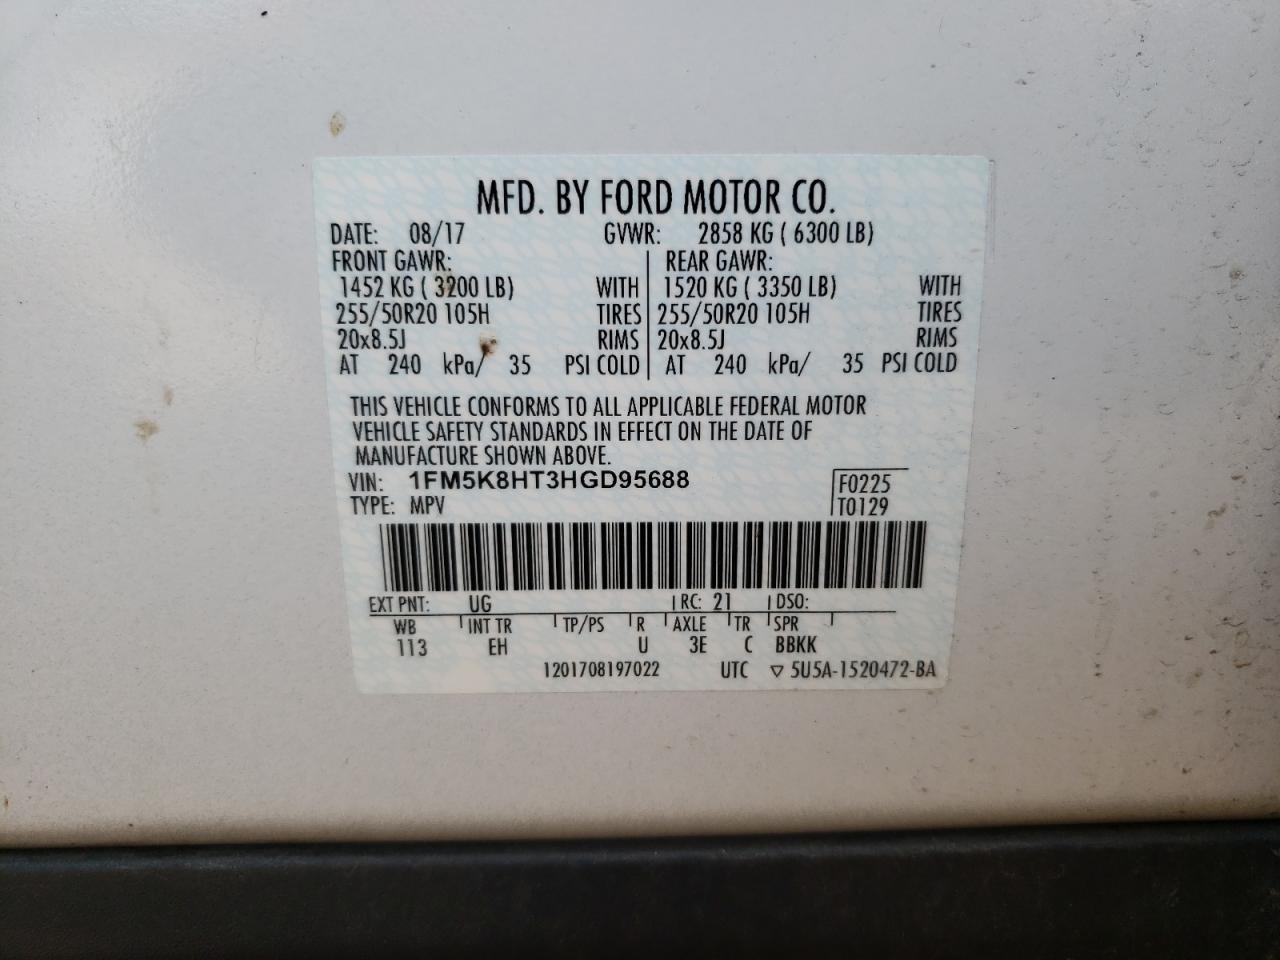 MFD. BY FORD MOTOR CO.
DATE: 08/17 GVWR: 2858 KG ( 6300 LB)
FRONT GAWR: REAR GAWR:
1452 KG ( 3200 LB) WITH 1520 KG ( 3350 LB) WITH
255/50R20 105H TIRES 255/50R20 105H TIRES
20x8.5J RIMS 20x8.5J RIMS
AT 240 kPa/ 35 PSI COLD AT 240 kPa/ 35 PSI COLD
THIS VEHICLE CONFORMS TO ALL APPLICABLE FEDERAL MOTOR
VEHICLE SAFETY STANDARDS IN EFFECT ON THE DATE OF
MANUFACTURE SHOWN ABOVE.
VIN: 1FM5K8HT3HGD95688 F0225
TYPE: MPV T0129
EXT PNT: UG RC: 21 DSO:
WB INT TR TP/PS R AXLE TR SPR
113 EH U 3E C BBKK
1201708197022 UTC ▽ 5U5A-1520472-BA